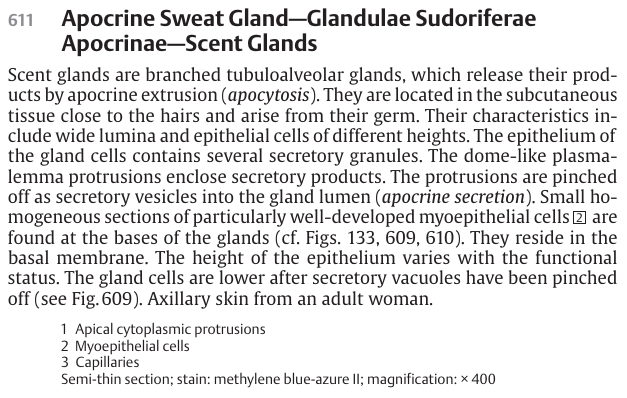 611 Apocrine Sweat Gland—Glandulae Sudoriferae
Apocrinae—Scent Glands
Scent glands are branched tubuloalveolar glands, which release their prod-
ucts by apocrine extrusion (apocytosis). They are located in the subcutaneous
tissue close to the hairs and arise from their germ. Their characteristics in-
clude wide lumina and epithelial cells of different heights. The epithelium of
the gland cells contains several secretory granules. The dome-like plasma-
lemma protrusions enclose secretory products. The protrusions are pinched
off as secretory vesicles into the gland lumen (apocrine secretion). Small ho-
mogeneous sections of particularly well-developed myoepithelial cells 2 are
found at the bases of the glands (cf. Figs. 133, 609, 610). They reside in the
basal membrane. The height of the epithelium varies with the functional
status. The gland cells are lower after secretory vacuoles have been pinched
off (see Fig. 609). Axillary skin from an adult woman.
1 Apical cytoplasmic protrusions
2 Myoepithelial cells
3 Capillaries
Semi-thin section; stain: methylene blue-azure II; magnification: × 400